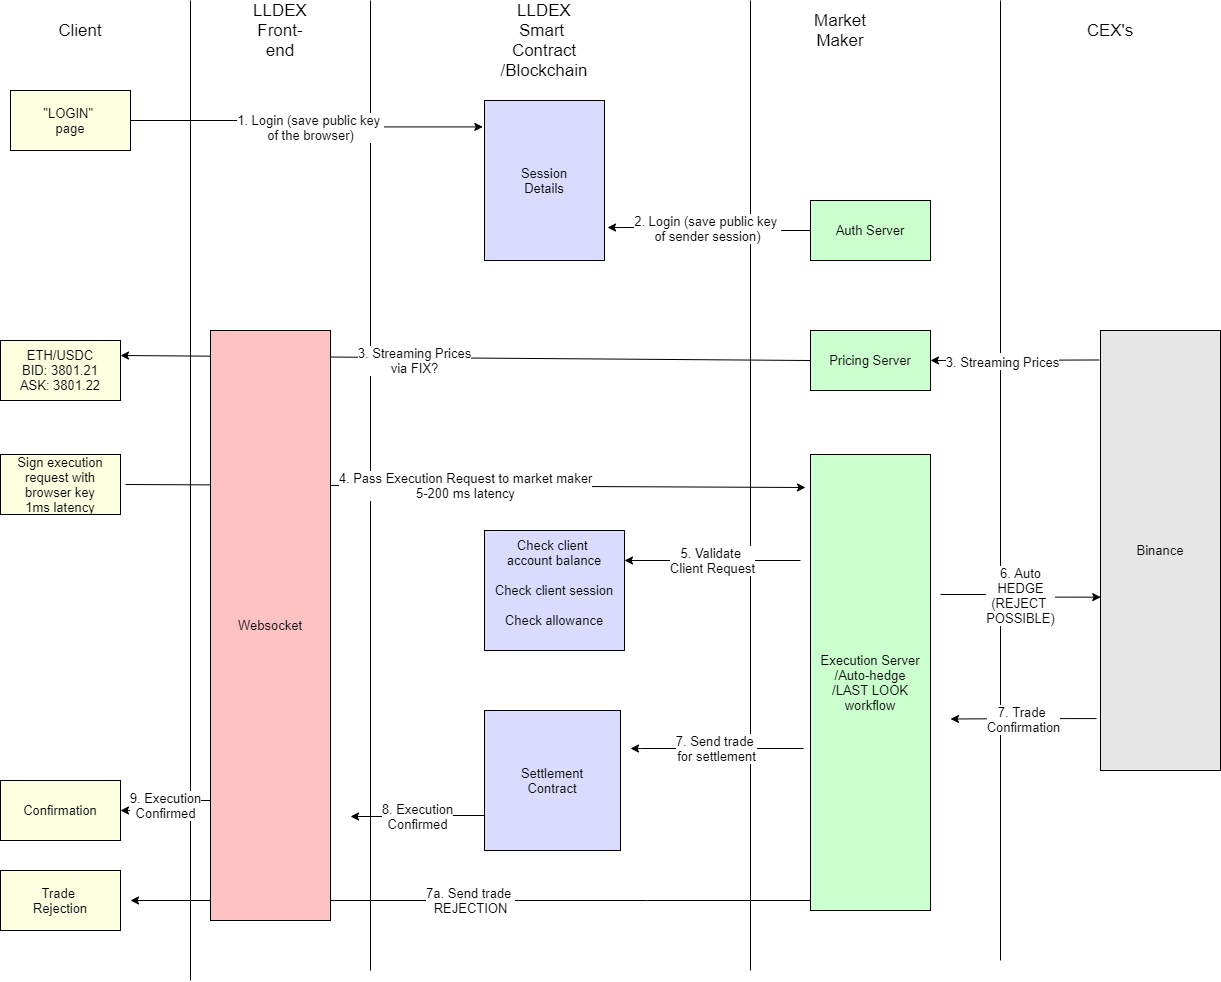 Client
LLDEX
Front-
end
LLDEX
Smart
Contract
/Blockchain
Market
Maker
CEX's
"LOGIN"
page
1. Login (save public key
of the browser)
Session
Details
2. Login (save public key
of sender session)
Auth Server
ETH/USDC
BID: 3801.21
ASK: 3801.22
3. Streaming Prices
via FIX?
Pricing Server
3. Streaming Prices
Sign execution
request with
browser key
1ms latency
4. Pass Execution Request to market maker
5-200 ms latency
Check client
account balance
Check client session
Check allowance
5. Validate
Client Request
6. Auto
HEDGE
(REJECT
POSSIBLE)
Binance
Websocket
Execution Server
/Auto-hedge
/LAST LOOK
workflow
7. Trade
Confirmation
7. Send trade
for settlement
Settlement
Contract
Confirmation
9. Execution
Confirmed
8. Execution
Confirmed
Trade
Rejection
7a. Send trade
REJECTION